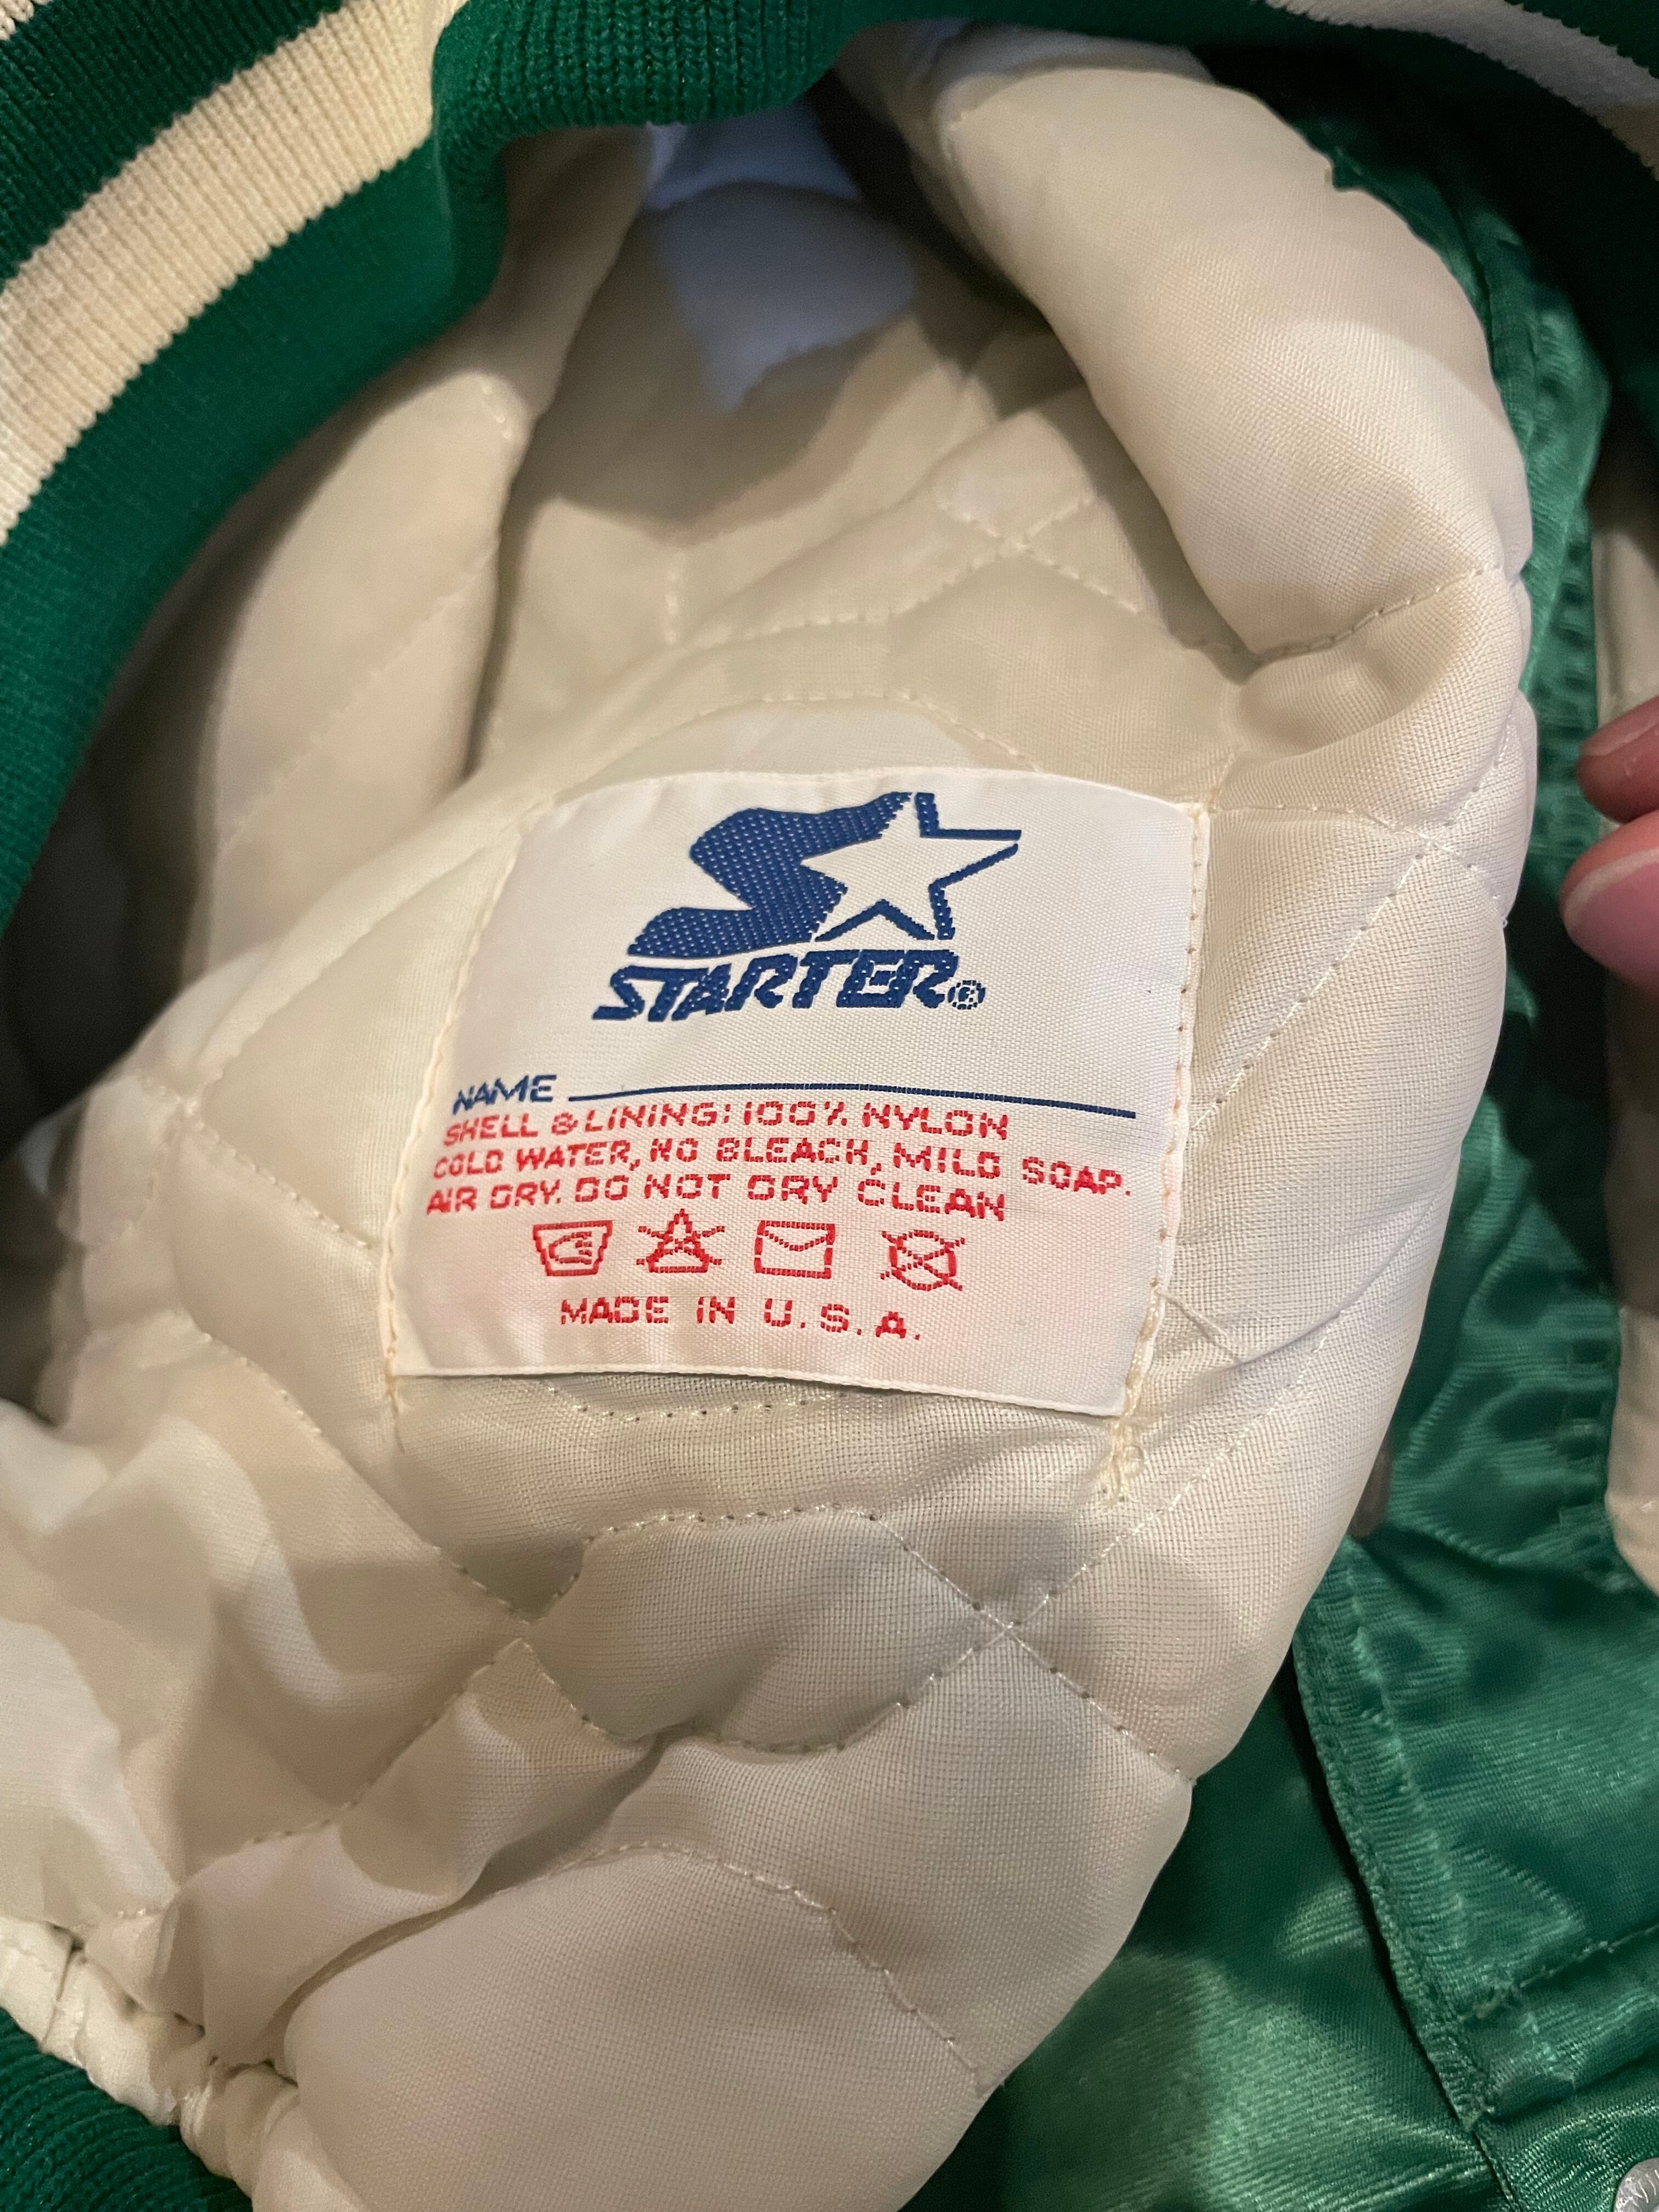 STARTER®
NAME
SHELL & LINING: 100% NYLON
COLD WATER, NO BLEACH, MILD SOAP.
AIR DRY. DO NOT DRY CLEAN
MADE IN U.S.A.